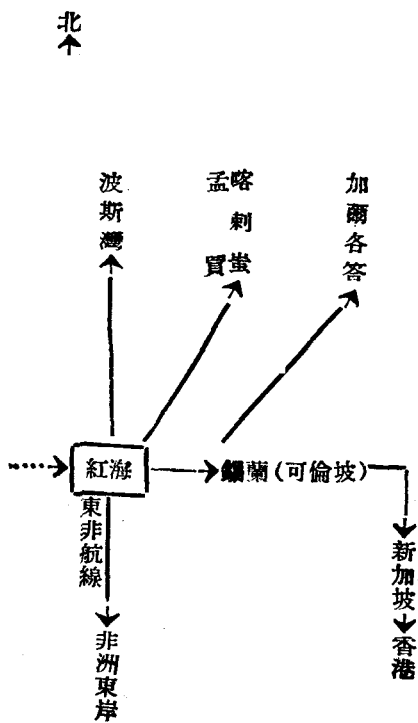 北
波斯灣
孟買
喀剌蚩
加爾各答
紅海
錫蘭(可倫坡)
東非航線
非洲東岸
新加坡
香港